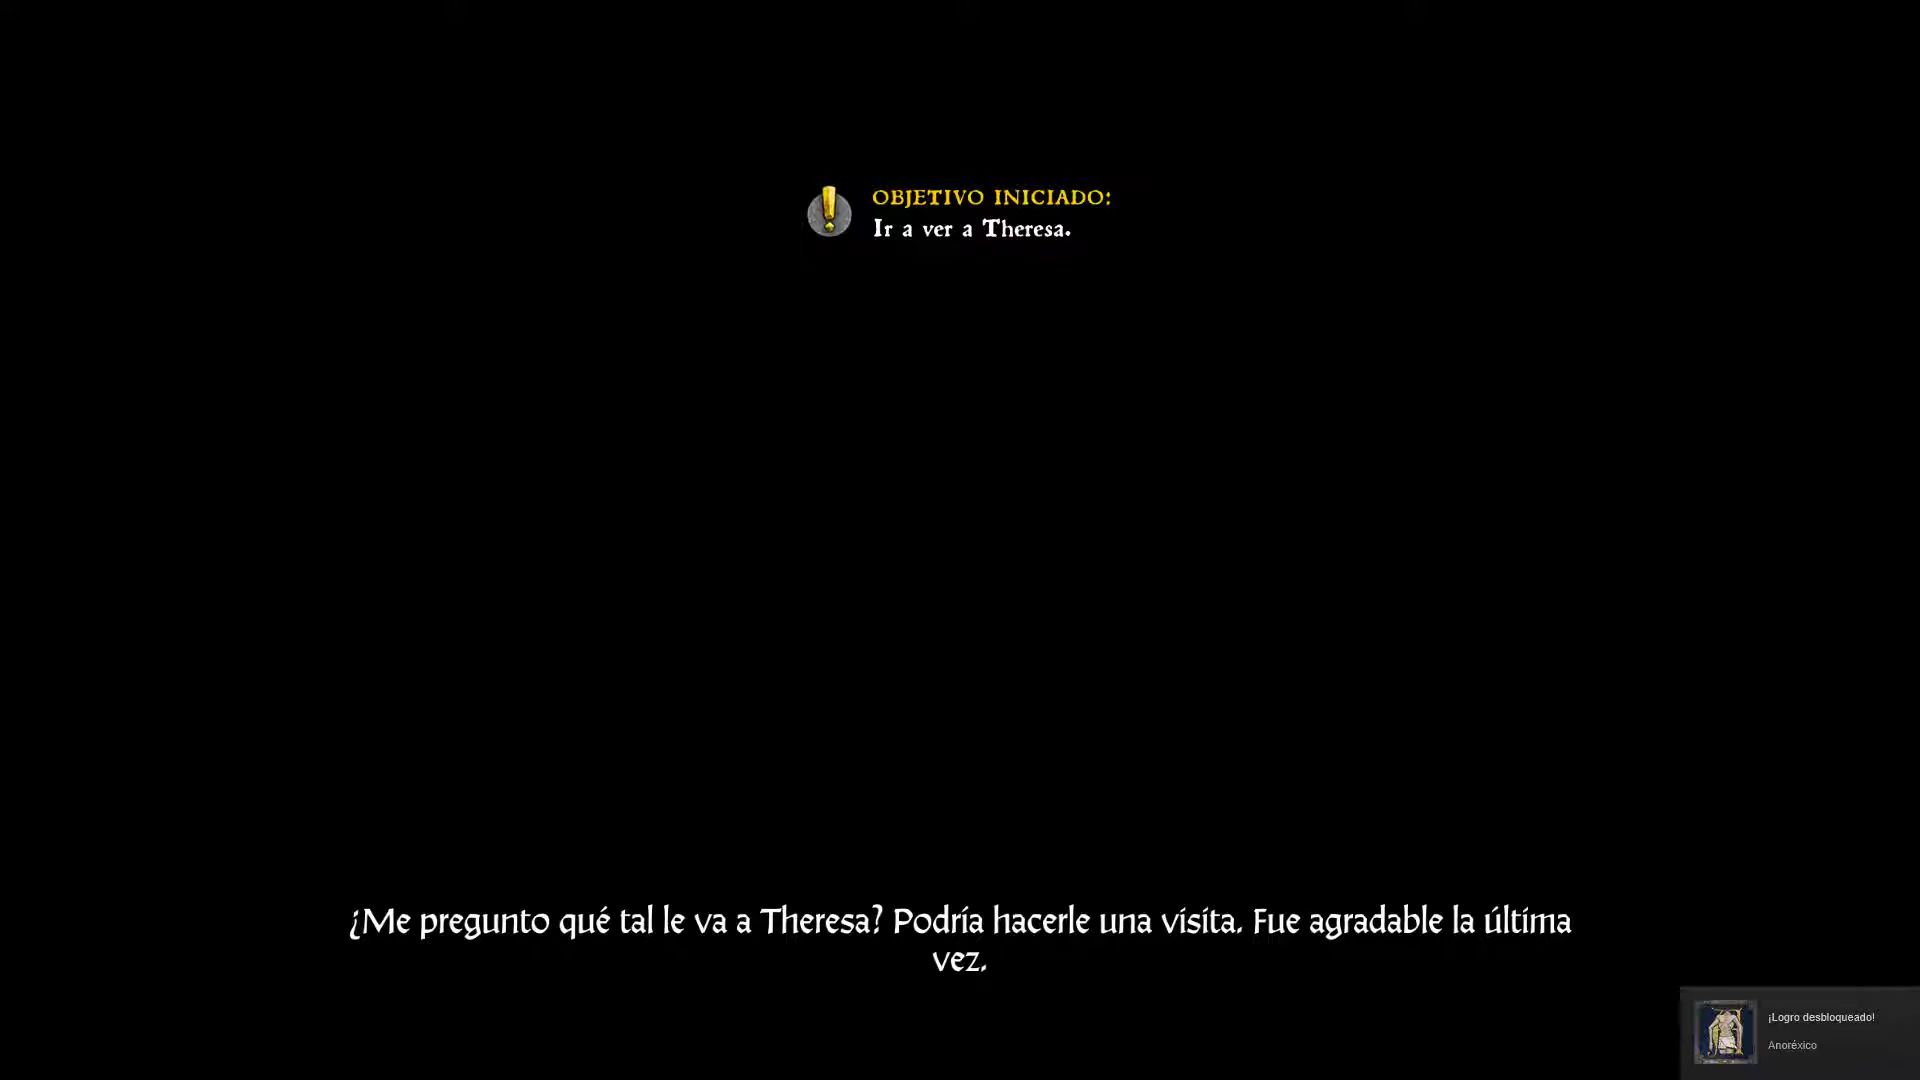 OBJETIVO INICIADO:
Ir a ver a Theresa.
¿Me pregunto qué tal le va a Theresa? Podría hacerle una visita. Fue agradable la última
vez.
¡Logro desbloqueado!
Anoréxico